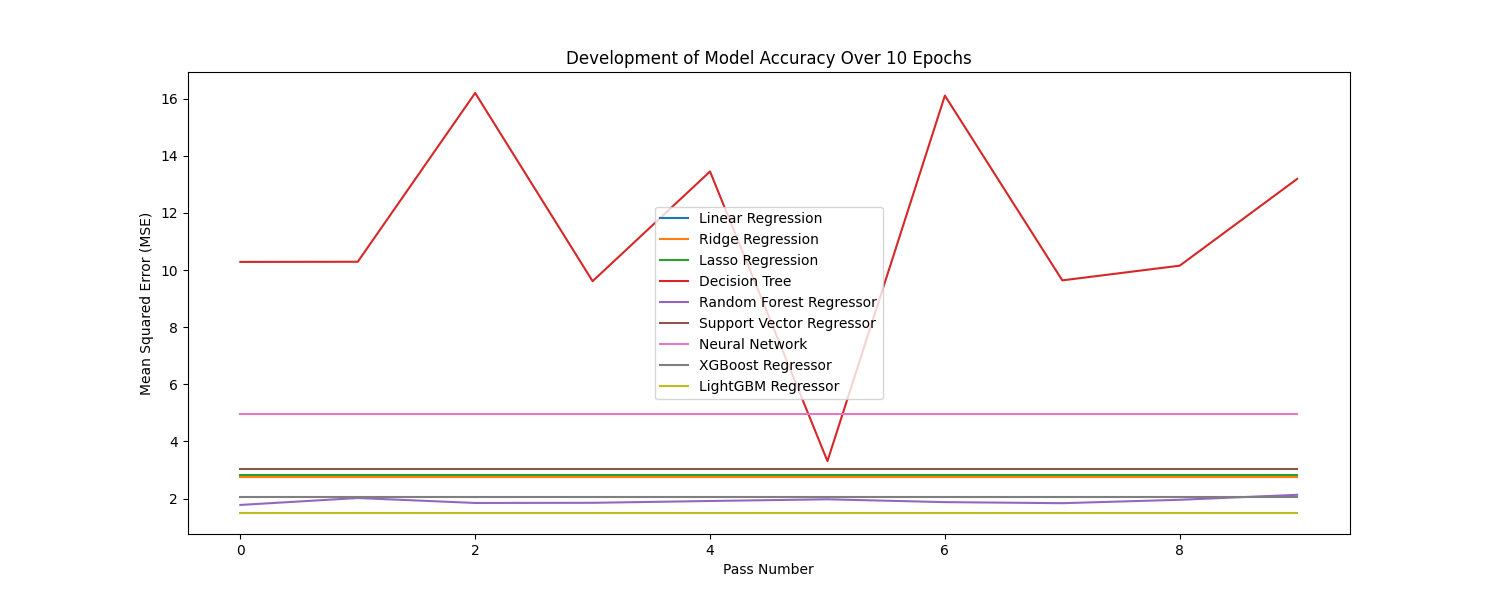 Development of Model Accuracy Over 10 Epochs
Mean Squared Error (MSE)
16
14
12
10
8
6
4
2
Linear Regression
Ridge Regression
Lasso Regression
Decision Tree
Random Forest Regressor
Support Vector Regressor
Neural Network
XGBoost Regressor
LightGBM Regressor
0 2 4 6 8
Pass Number